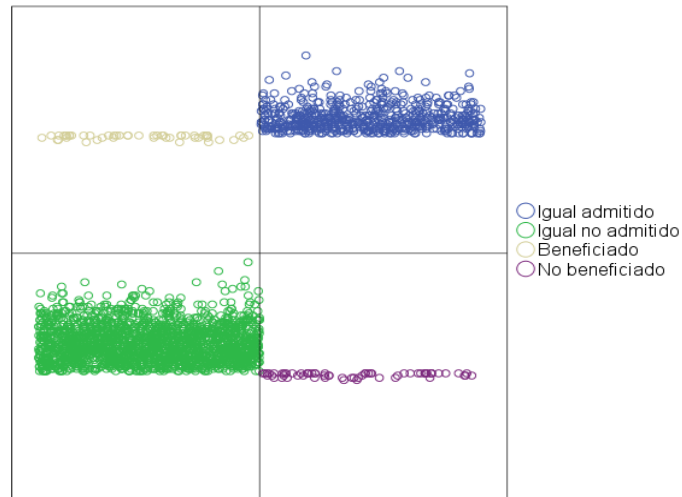 Igual admitido
Igual no admitido
Beneficiado
No beneficiado